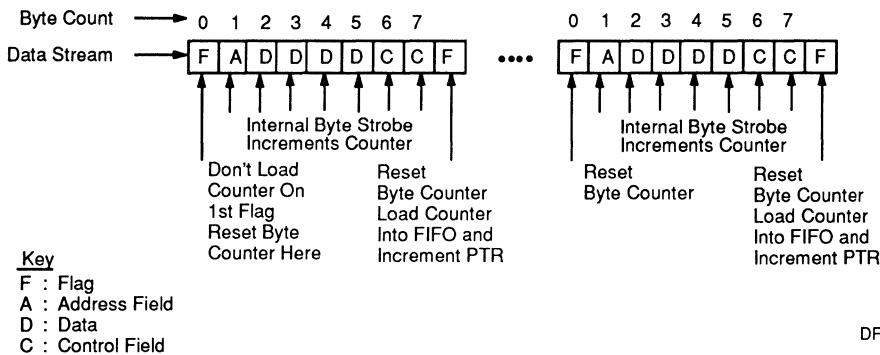 Byte Count 0 1 2 3 4 5 6 7 0 1 2 3 4 5 6 7
Data Stream F A D D D D C C F •••• F A D D D D C C F
Internal Byte Strobe
Increments Counter
Don't Load
Counter On
1st Flag
Reset Byte
Counter Here
Reset
Byte Counter
Load Counter
Into FIFO and
Increment PTR
Internal Byte Strobe
Increments Counter
Reset
Byte Counter
Reset
Byte Counter
Load Counter
Into FIFO and
Increment PTR
Key
F : Flag
A : Address Field
D : Data
C : Control Field
DF